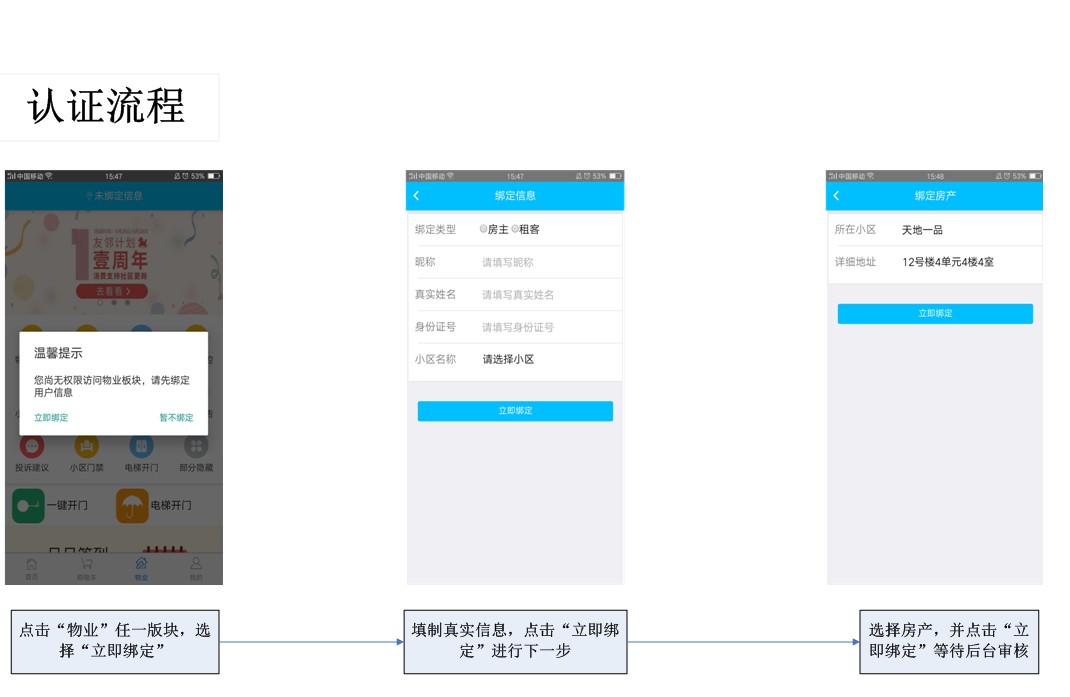 认证流程
中国移动
15:47
53%
未绑定信息
友邻计划
1
壹周年
消费支持社区更新
去看看
温馨提示
您尚无权限访问物业板块，请先绑定
用户信息
立即绑定
暂不绑定
投诉建议
小区门禁
电梯开门
部分隐藏
一键开门
电梯开门
首页
物业
我的
点击“物业”任一版块，选
择“立即绑定”
中国移动
15:47
53%
绑定信息
绑定类型 房主 租客
昵称 请填写昵称
真实姓名 请填写真实姓名
身份证号 请填写身份证号
小区名称 请选择小区
立即绑定
填制真实信息，点击“立即绑
定”进行下一步
中国移动
15:48
53%
绑定房产
所在小区 天地一品
详细地址 12号楼4单元4楼4室
立即绑定
选择房产，并点击“立
即绑定”等待后台审核